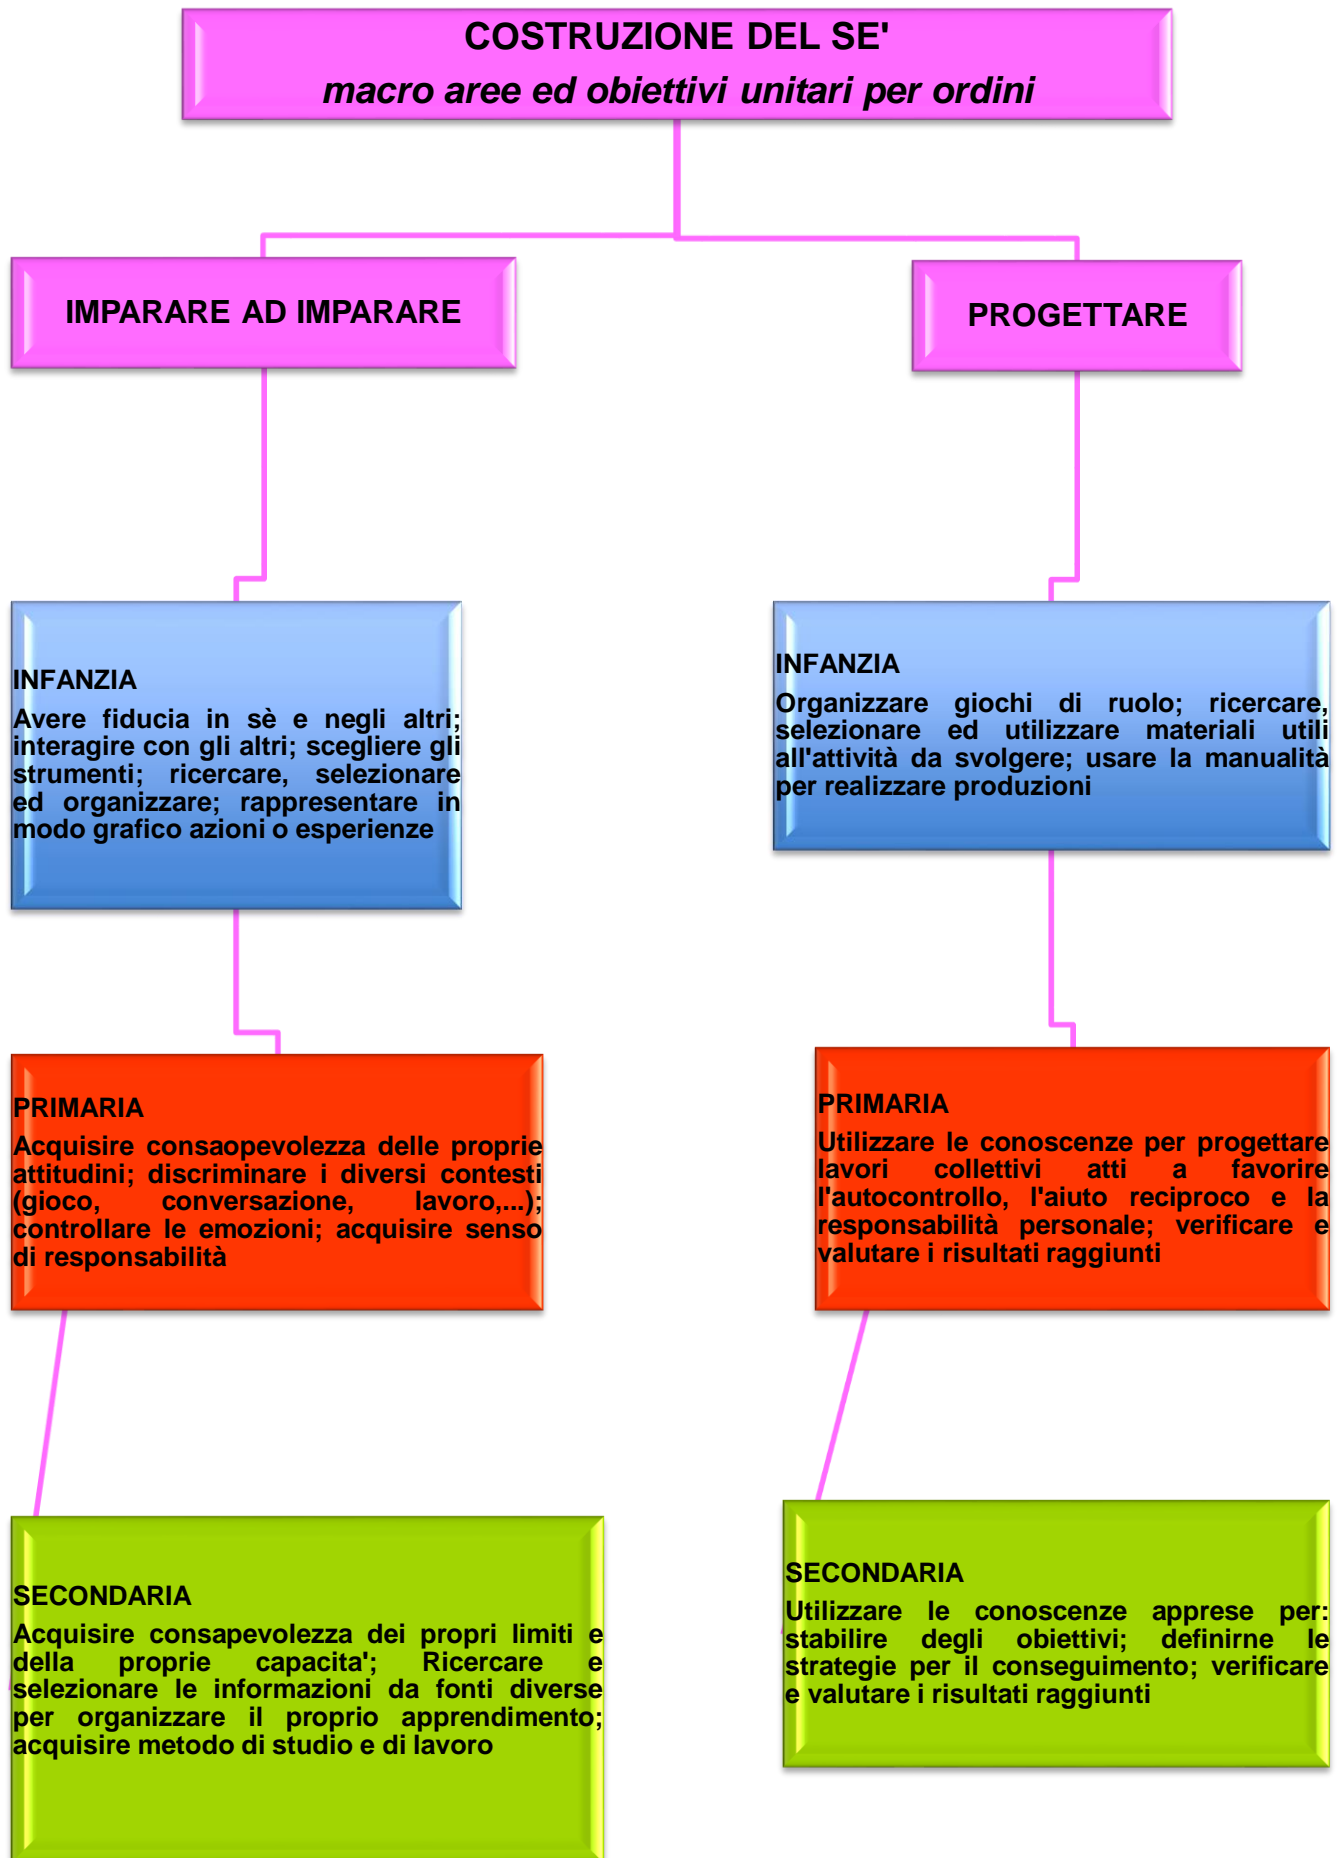 COSTRUZIONE DEL SE'
macro aree ed obiettivi unitari per ordini
IMPARARE AD IMPARARE
PROGETTARE
INFANZIA
Avere fiducia in sè e negli altri;
interagire con gli altri; scegliere gli
strumenti; ricercare, selezionare
ed organizzare; rappresentare in
modo grafico azioni o esperienze
INFANZIA
Organizzare giochi di ruolo; ricercare,
selezionare ed utilizzare materiali utili
all'attività da svolgere; usare la manualità
per realizzare produzioni
PRIMARIA
Acquisire consaopevolezza delle proprie
attitudini; discriminare i diversi contesti
(gioco, conversazione, lavoro,...);
controllare le emozioni; acquisire senso
di responsabilità
PRIMARIA
Utilizzare le conoscenze per progettare
lavori collettivi atti a favorire
l'autocontrollo, l'aiuto reciproco e la
responsabilità personale; verificare e
valutare i risultati raggiunti
SECONDARIA
Acquisire consapevolezza dei propri limiti e
della proprie capacita'; Ricercare e
selezionare le informazioni da fonti diverse
per organizzare il proprio apprendimento;
acquisire metodo di studio e di lavoro
SECONDARIA
Utilizzare le conoscenze apprese per:
stabilire degli obiettivi; definirne le
strategie per il conseguimento; verificare
e valutare i risultati raggiunti